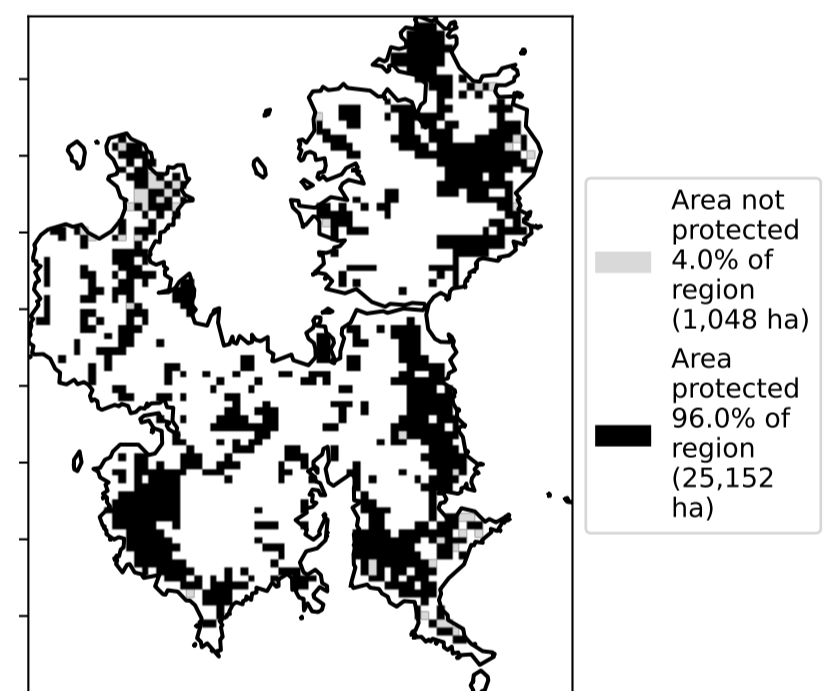 Area not
protected
4.0% of
region
(1,048 ha)
Area
protected
96.0% of
region
(25,152
ha)